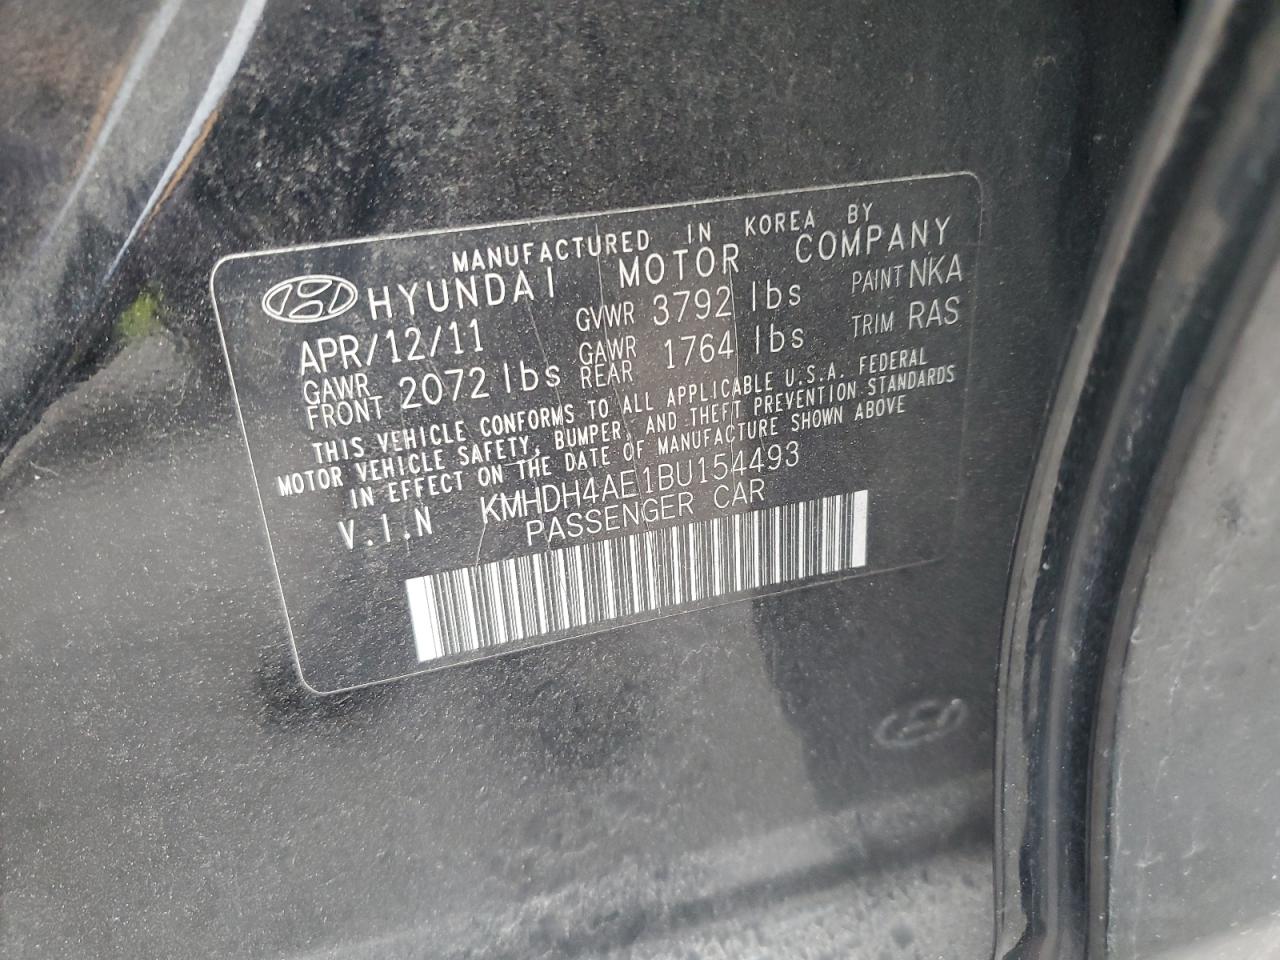 MANUFACTURED IN KOREA BY
HYUNDAI MOTOR COMPANY
APR/12/11 GVWR 3792 lbs PAINT NKA
GAWR FRONT 2072 lbs GAWR REAR 1764 lbs TRIM RAS
THIS VEHICLE CONFORMS TO ALL APPLICABLE U.S.A. FEDERAL
MOTOR VEHICLE SAFETY, BUMPER, AND THEFT PREVENTION STANDARDS
IN EFFECT ON THE DATE OF MANUFACTURE SHOWN ABOVE
V.I.N KMHDH4AE1BU154493
PASSENGER CAR